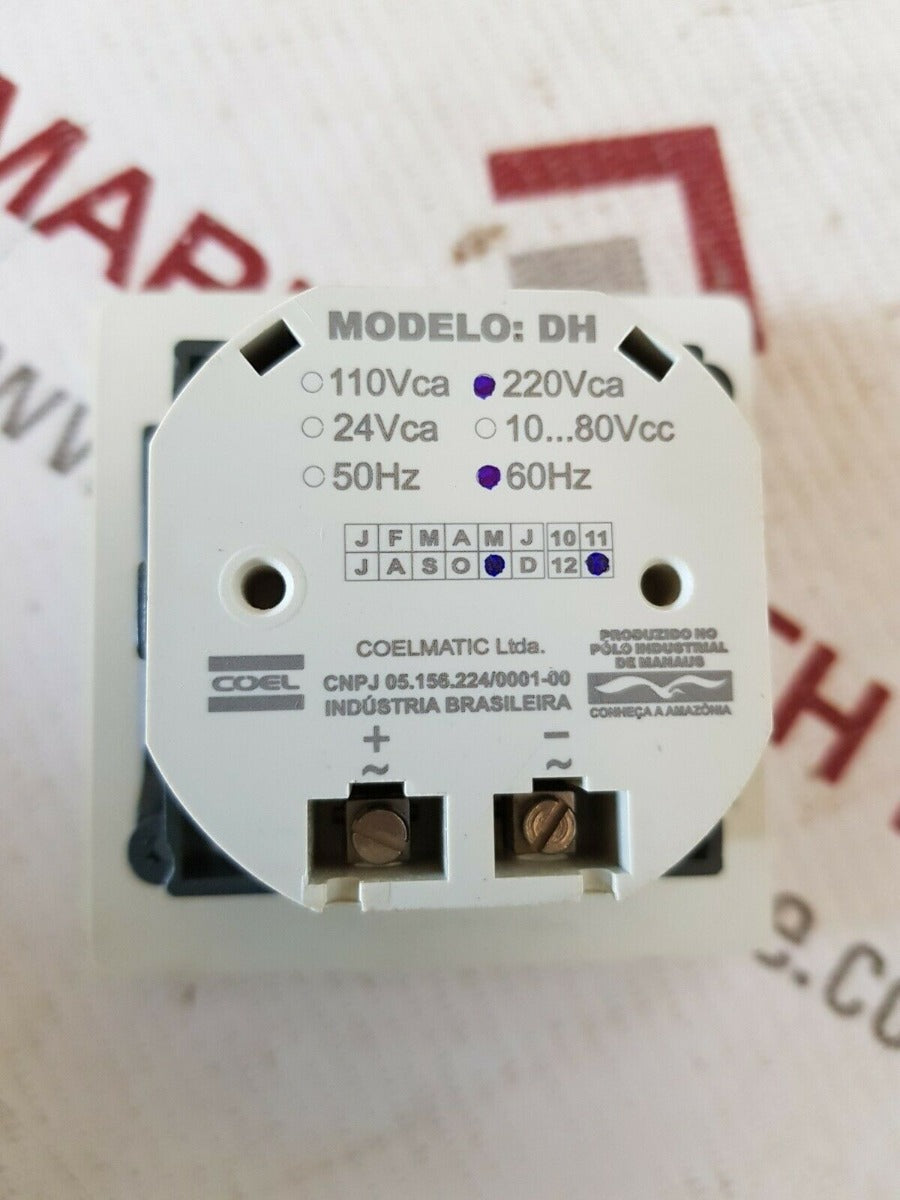 MODELO: DH
110Vca 220Vca
24Vca 10...80Vcc
50Hz 60Hz
J F M A M J 10 11
J A S O D 12
COELMATIC Ltda.
COEL
CNPJ 05.156.224/0001-00
INDÚSTRIA BRASILEIRA
PRODUZIDO NO
PÓLO INDUSTRIAL
DE MANAUS
CONHEÇA A AMAZÔNIA
+ −
~ ~